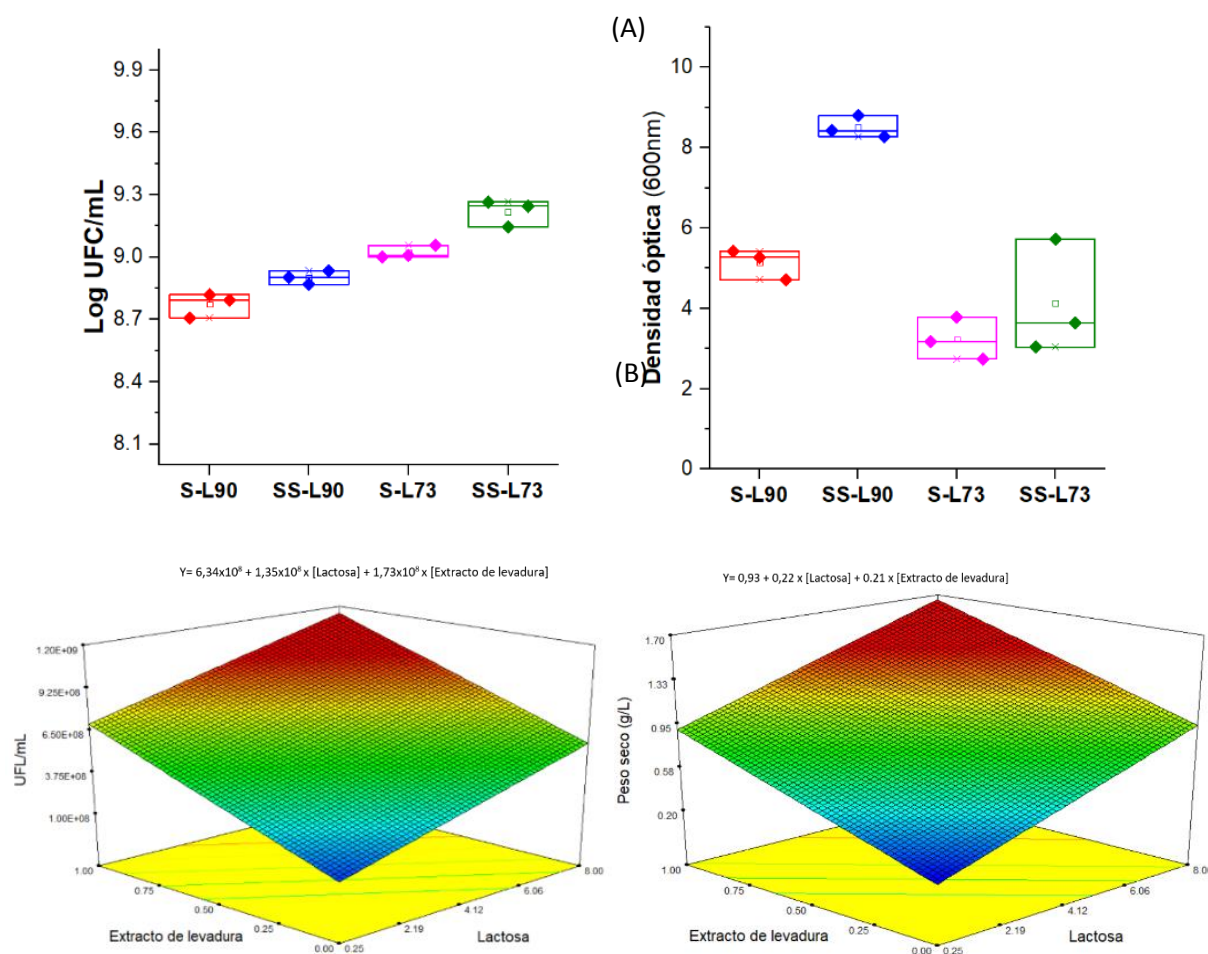 (A)
Log UFC/mL
9.9
9.6
9.3
9.0
8.7
8.4
8.1
S-L90 SS-L90 S-L73 SS-L73
Densidad óptica (600nm)
10
8
6
4
2
0
S-L90 SS-L90 S-L73 SS-L73
(B)
Y= 6,34x10⁸ + 1,35x10⁸ x [Lactosa] + 1,73x10⁸ x [Extracto de levadura]
UFL/mL
1.20E+09
9.25E+08
6.50E+08
3.75E+08
1.00E+08
1.00 0.75 0.50 0.25 0.00
Extracto de levadura
0.25 2.19 4.12 6.06 8.00
Lactosa
Y= 0,93 + 0,22 x [Lactosa] + 0.21 x [Extracto de levadura]
Peso seco (g/L)
1.70
1.33
0.95
0.58
0.20
1.00 0.75 0.50 0.25 0.00
Extracto de levadura
0.25 2.19 4.12 6.06 8.00
Lactosa